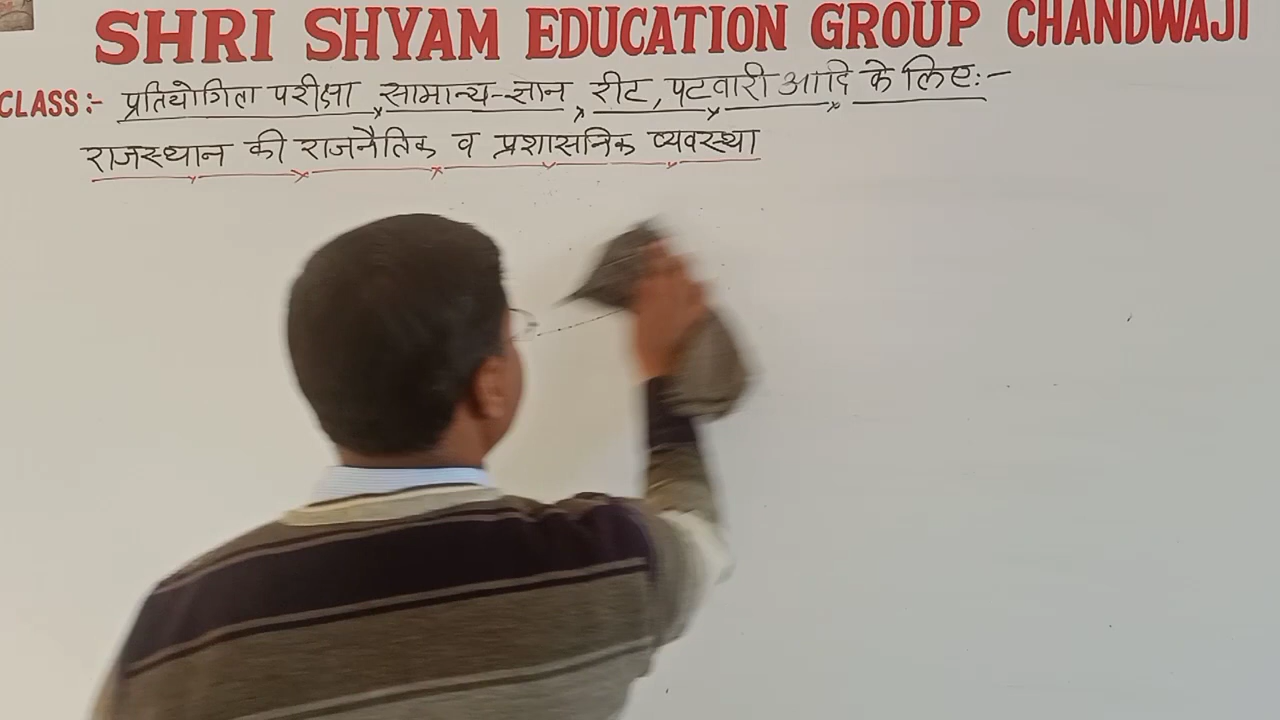 SHRI SHYAM EDUCATION GROUP CHANDWAJI
CLASS:- प्रतियोगिता परीक्षा, सामान्य-ज्ञान, रीट, पटवारी आदि के लिए:-
राजस्थान की राजनैतिक व प्रशासनिक व्यवस्था